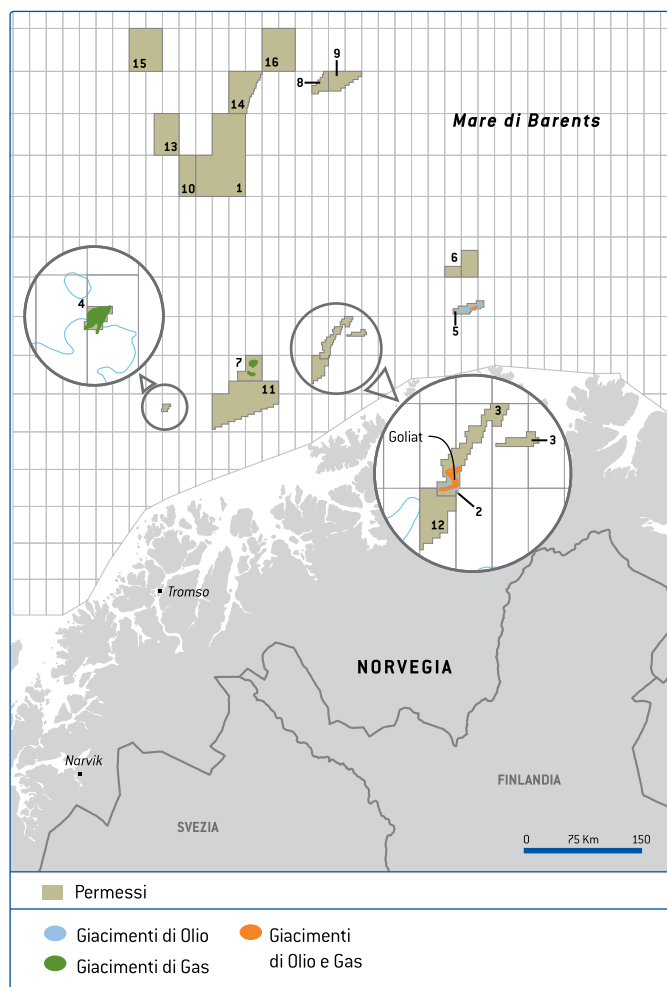 15
16
9
8
14
Mare di Barents
13
10
1
6
4
5
7
11
3
Goliat
3
2
12
Tromso
NORVEGIA
Narvik
FINLANDIA
SVEZIA
0 75 Km 150
Permessi
Giacimenti di Olio
Giacimenti di Gas
Giacimenti
di Olio e Gas